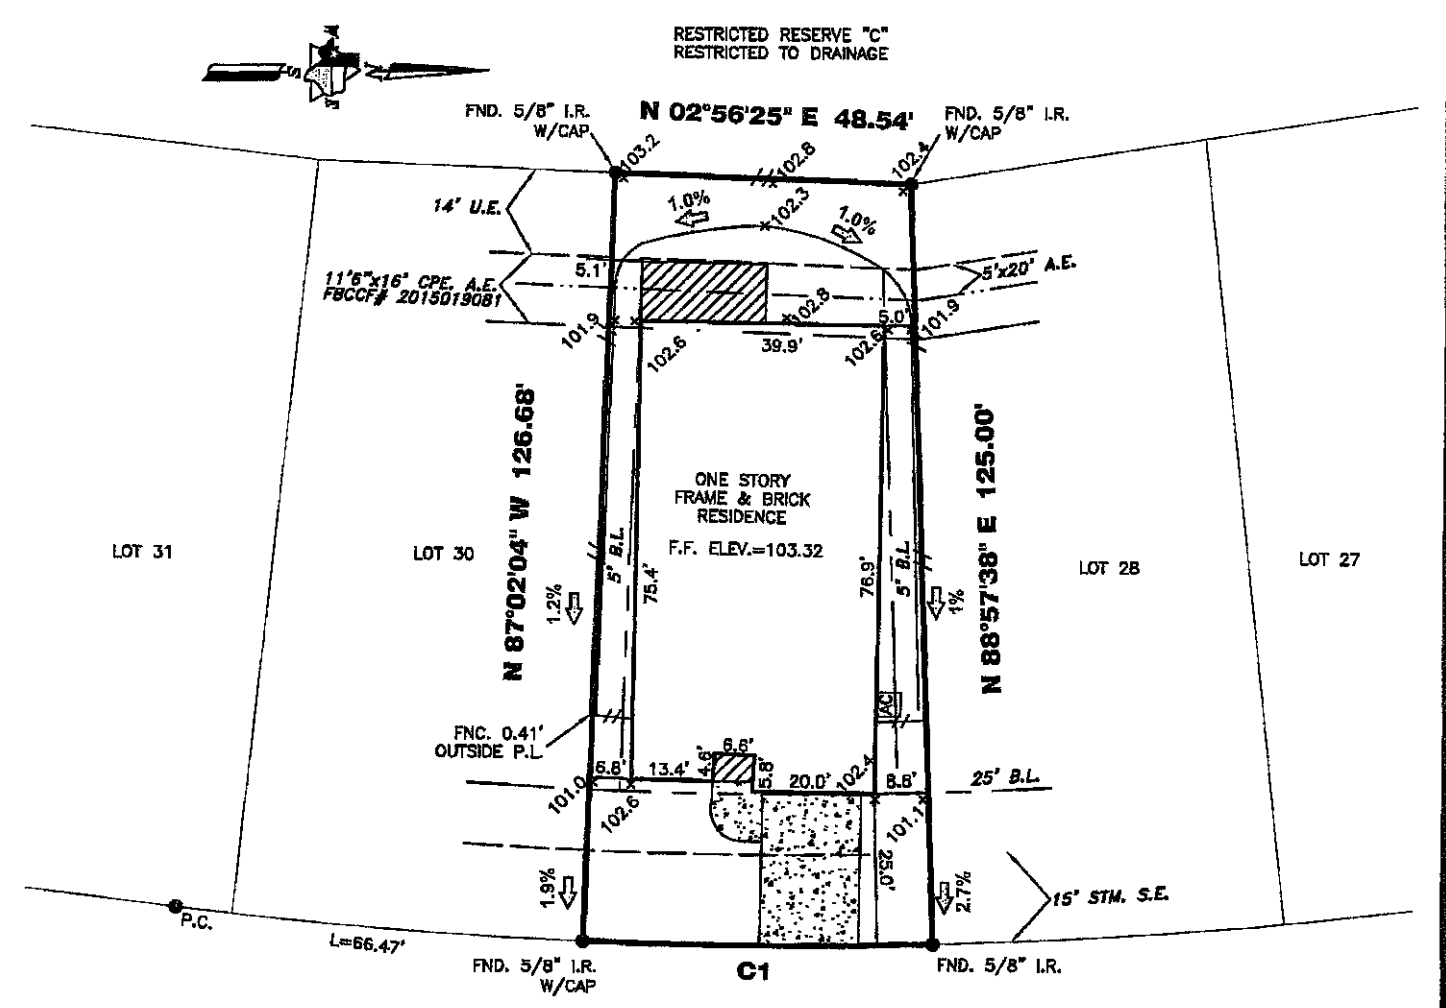 RESTRICTED RESERVE "C"
RESTRICTED TO DRAINAGE
S
N
FND. 5/8" I.R.
W/CAP
N 02°56'25" E 48.54'
FND. 5/8" I.R.
W/CAP
103.2
102.8
102.4
14' U.E.
1.0%
102.3
1.0%
11'6"x16' CPE. A.E.
FBCCF# 2015019081
5.1'
5'x20' A.E.
101.9
102.6
102.8
39.9'
5.0'
102.6
101.9
N 87°02'04" W 126.68'
N 88°57'38" E 125.00'
ONE STORY
FRAME & BRICK
RESIDENCE
F.F. ELEV.=103.32
LOT 31
LOT 30
LOT 28
LOT 27
5' B.L.
75.4'
76.9'
5' B.L.
1.2%
1%
AC
FNC. 0.41'
OUTSIDE P.L.
6.8'
13.4'
4.6'
6.6'
5.8'
20.0'
102.4
8.8'
25' B.L.
101.0
102.6
101.1
25.0'
1.9%
2.7%
15' STM. S.E.
P.C.
L=66.47'
FND. 5/8" I.R.
W/CAP
C1
FND. 5/8" I.R.